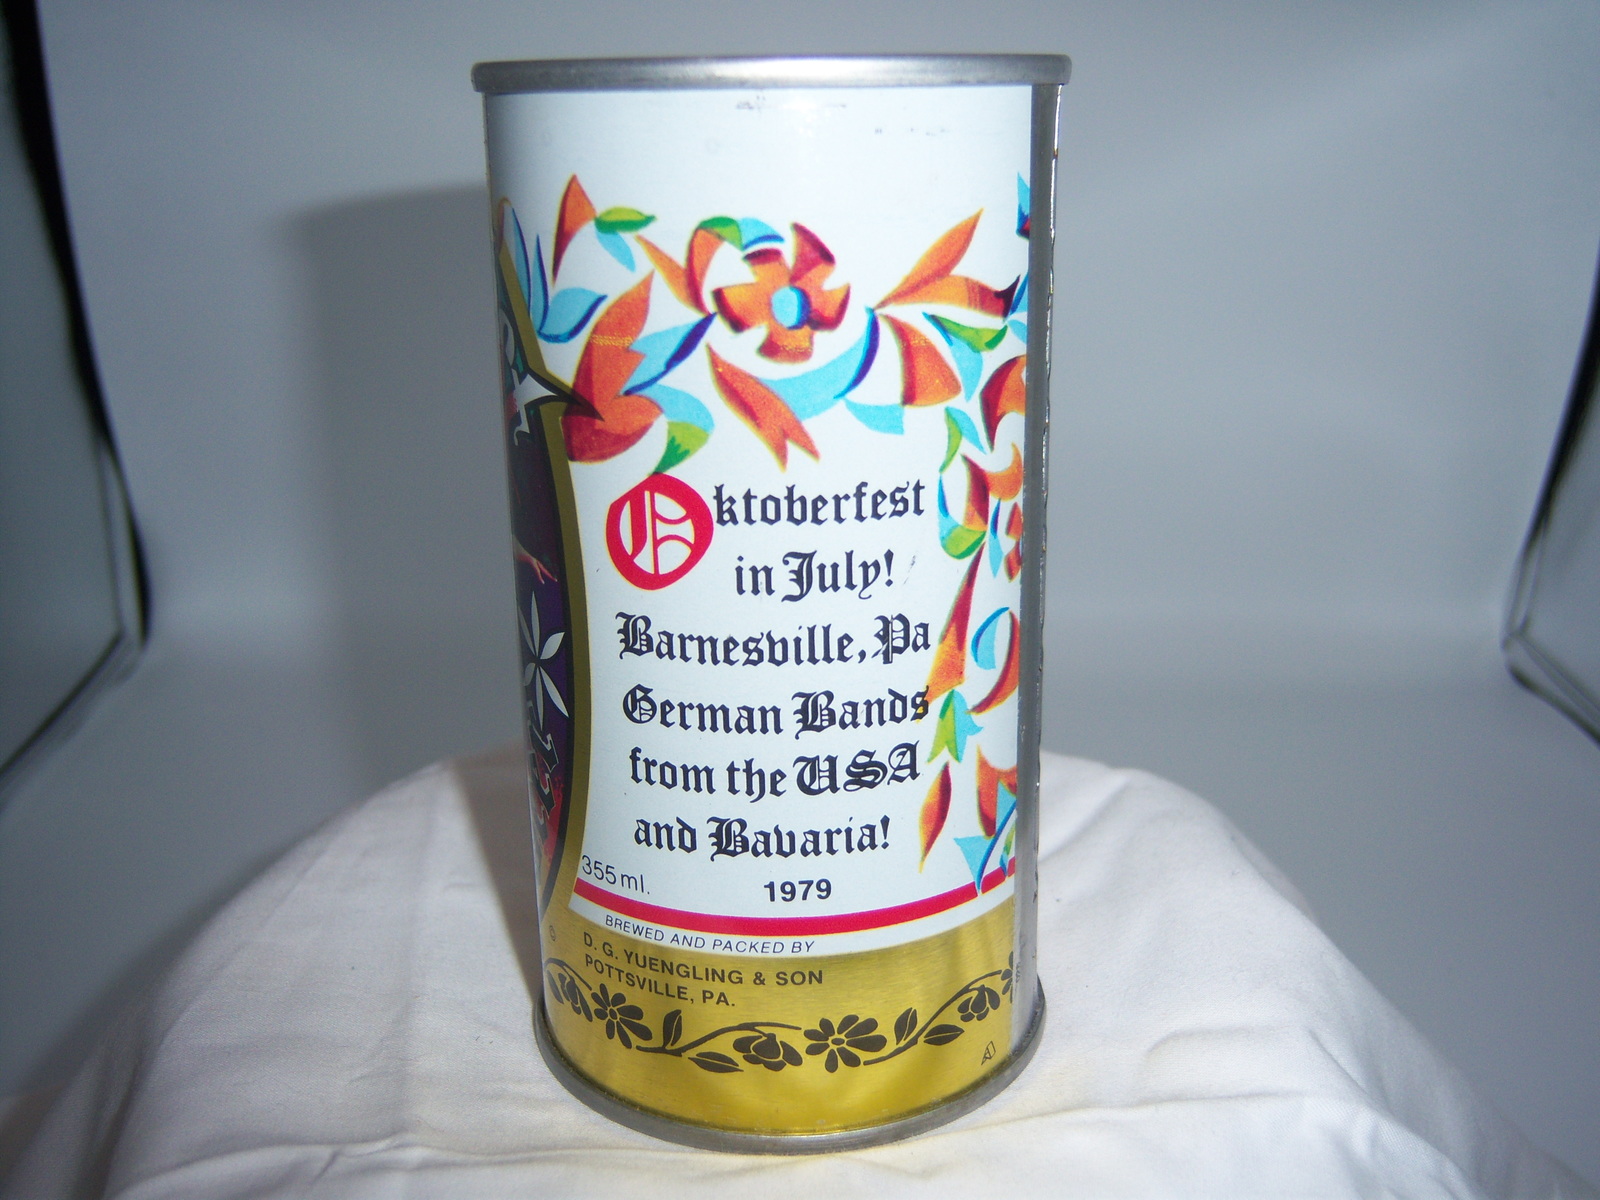 Oktoberfest
in July!
Barnesville, Pa
German Bands
from the USA
and Bavaria!
355 ml.
1979
BREWED AND PACKED BY
D. G. YUENGLING & SON
POTTSVILLE, PA.